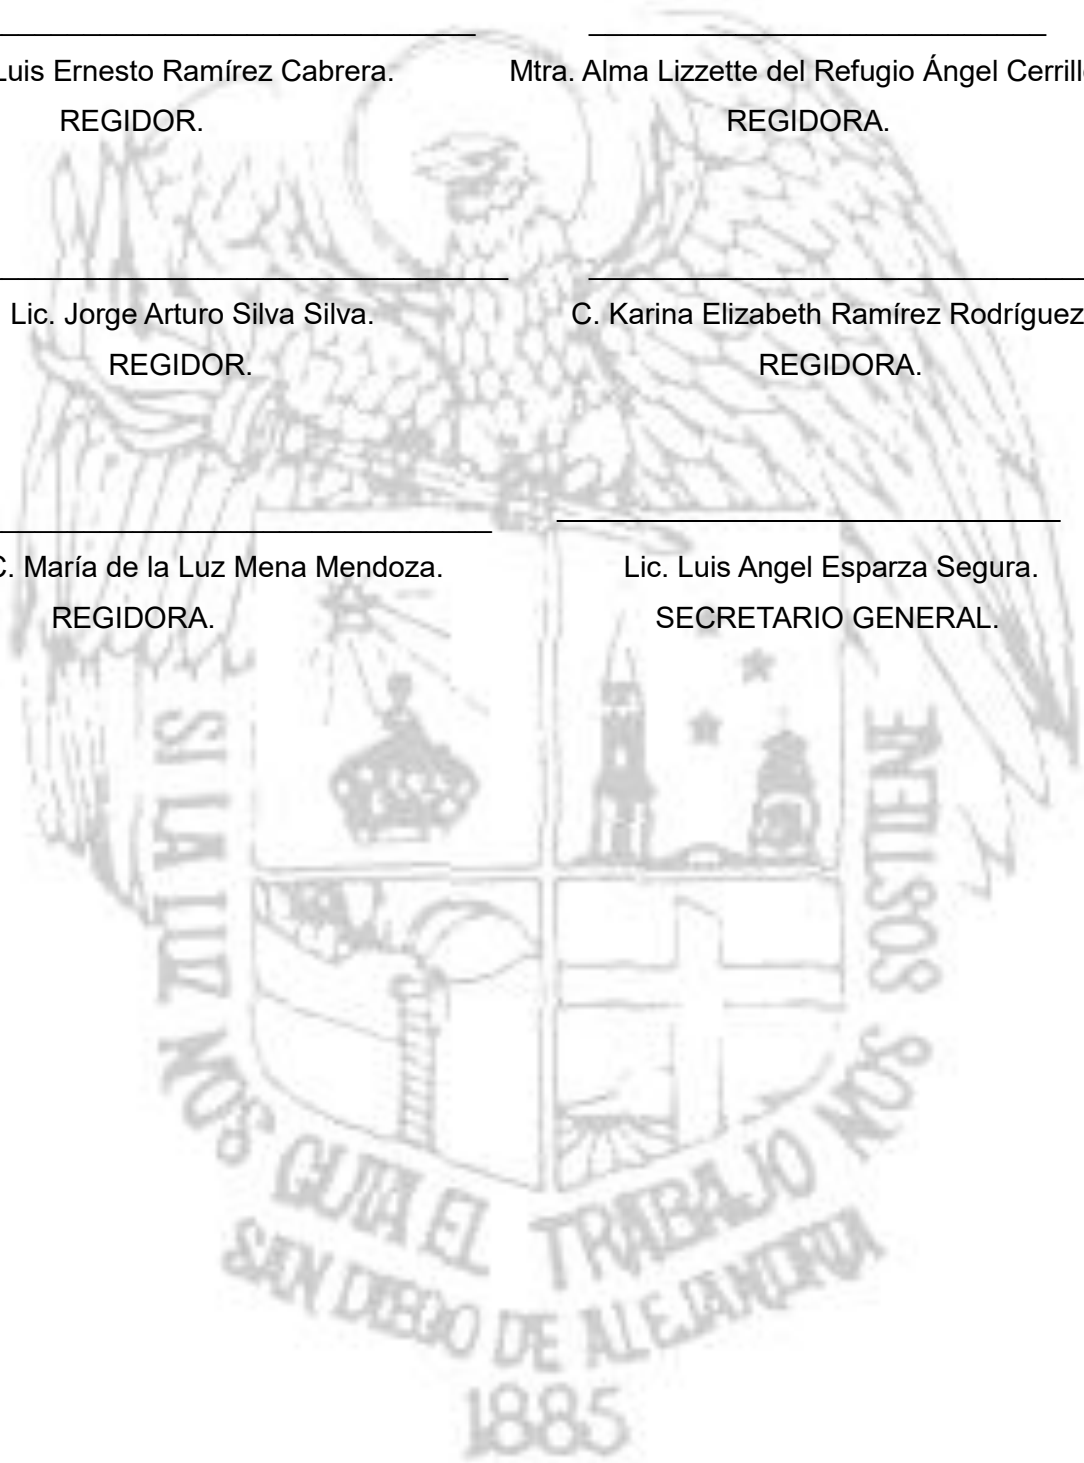 Luis Ernesto Ramírez Cabrera.
REGIDOR.
Mtra. Alma Lizzette del Refugio Ángel Cerrillo
REGIDORA.
Lic. Jorge Arturo Silva Silva.
REGIDOR.
C. Karina Elizabeth Ramírez Rodríguez
REGIDORA.
C. María de la Luz Mena Mendoza.
REGIDORA.
Lic. Luis Angel Esparza Segura.
SECRETARIO GENERAL.
SI LA LUZ NOS GUIA EL TRABAJO NOS SOSTIENE
SAN DIEGO DE ALEJANDRIA
1885